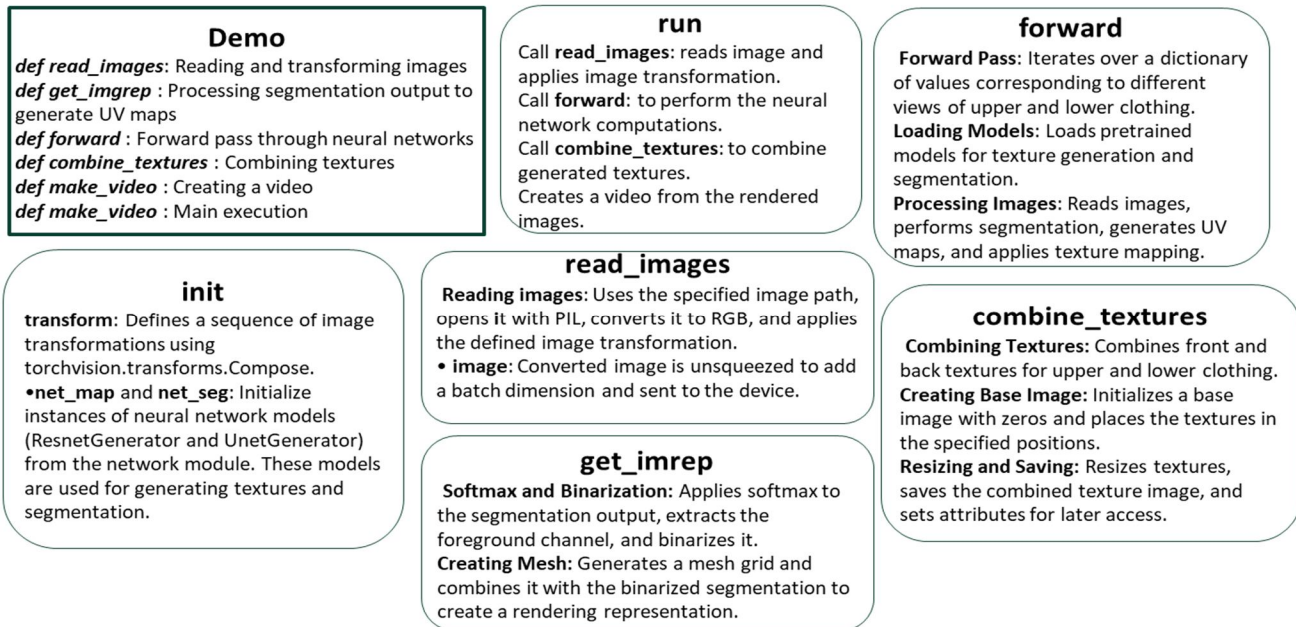 Demo
def read_images: Reading and transforming images
def get_imgrep : Processing segmentation output to
generate UV maps
def forward : Forward pass through neural networks
def combine_textures : Combining textures
def make_video : Creating a video
def make_video : Main execution
run
Call read_images: reads image and
applies image transformation.
Call forward: to perform the neural
network computations.
Call combine_textures: to combine
generated textures.
Creates a video from the rendered
images.
forward
Forward Pass: Iterates over a dictionary
of values corresponding to different
views of upper and lower clothing.
Loading Models: Loads pretrained
models for texture generation and
segmentation.
Processing Images: Reads images,
performs segmentation, generates UV
maps, and applies texture mapping.
init
transform: Defines a sequence of image
transformations using
torchvision.transforms.Compose.
•net_map and net_seg: Initialize
instances of neural network models
(ResnetGenerator and UnetGenerator)
from the network module. These models
are used for generating textures and
segmentation.
read_images
Reading images: Uses the specified image path,
opens it with PIL, converts it to RGB, and applies
the defined image transformation.
• image: Converted image is unsqueezed to add
a batch dimension and sent to the device.
get_imrep
Softmax and Binarization: Applies softmax to
the segmentation output, extracts the
foreground channel, and binarizes it.
Creating Mesh: Generates a mesh grid and
combines it with the binarized segmentation to
create a rendering representation.
combine_textures
Combining Textures: Combines front and
back textures for upper and lower clothing.
Creating Base Image: Initializes a base
image with zeros and places the textures in
the specified positions.
Resizing and Saving: Resizes textures,
saves the combined texture image, and
sets attributes for later access.